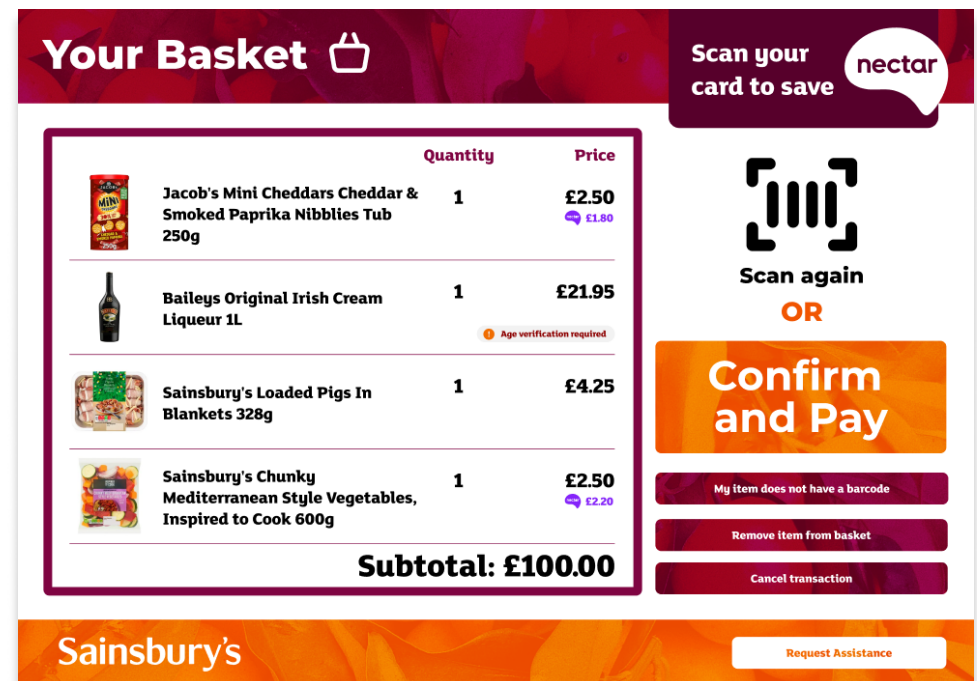 Your Basket
Scan your
card to save
nectar
Quantity
Price
Jacob's Mini Cheddars Cheddar &
Smoked Paprika Nibblies Tub
250g
1
£2.50
£1.80
Baileys Original Irish Cream
Liqueur 1L
1
£21.95
! Age verification required
Sainsbury's Loaded Pigs In
Blankets 328g
1
£4.25
Sainsbury's Chunky
Mediterranean Style Vegetables,
Inspired to Cook 600g
1
£2.50
£2.20
Subtotal: £100.00
Scan again
OR
Confirm
and Pay
My item does not have a barcode
Remove item from basket
Cancel transaction
Sainsbury's
Request Assistance